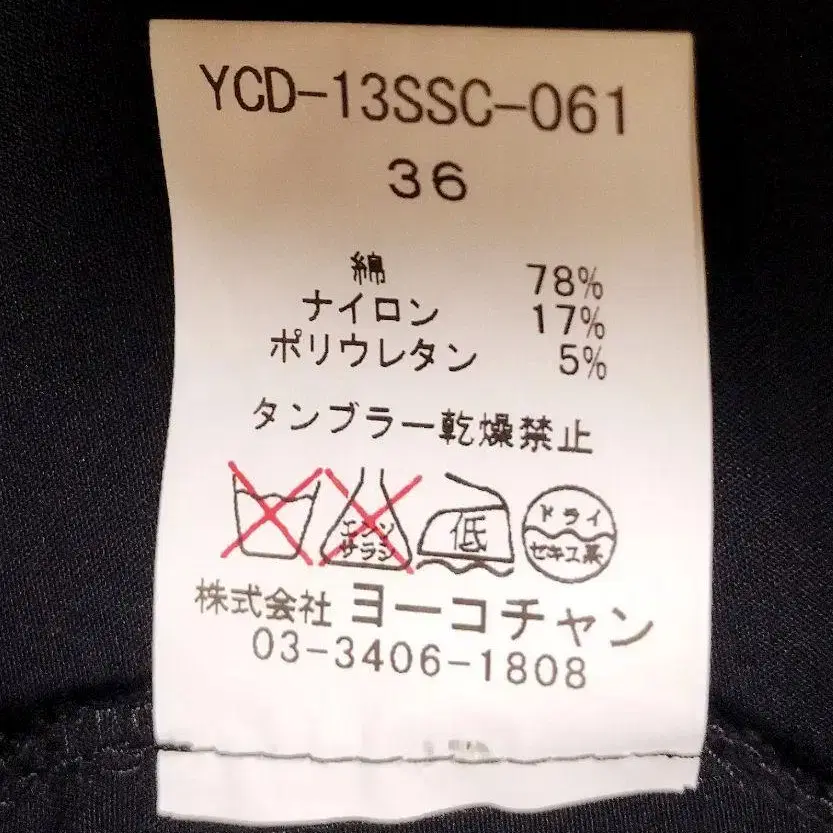 YCD-13SSC-061
36
綿 78%
ナイロン 17%
ポリウレタン 5%
タンブラー乾燥禁止
エンソ
サラシ
低
ドライ
セキユ系
株式会社 ヨーコチャン
03-3406-1808